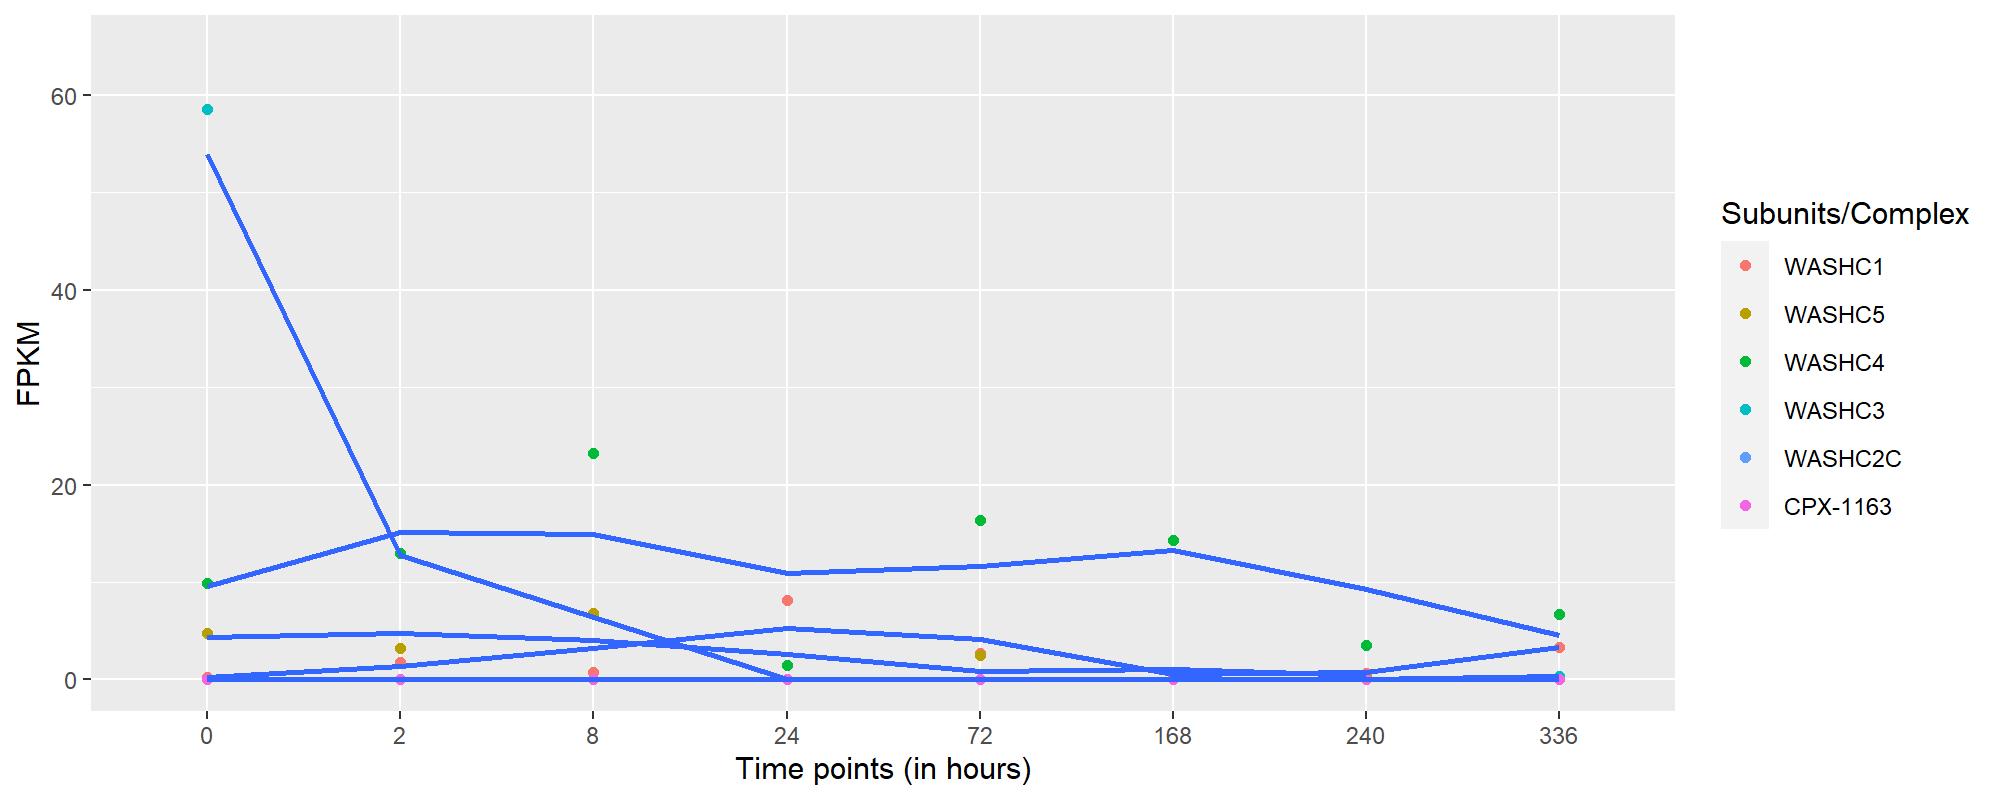 60
40
20
0
FPKM
0 2 8 24 72 168 240 336
Time points (in hours)
Subunits/Complex
WASHC1
WASHC5
WASHC4
WASHC3
WASHC2C
CPX-1163